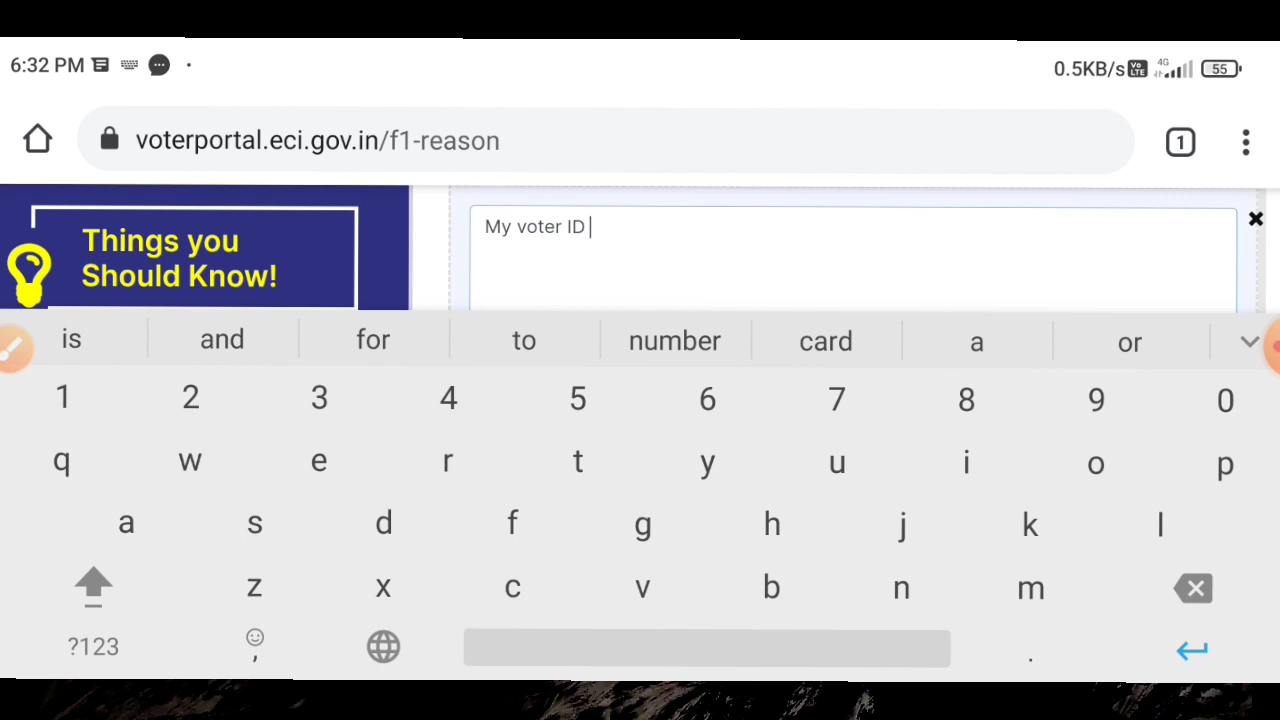 6:32 PM
0.5KB/s Vo LTE 4G 55
voterportal.eci.gov.in/f1-reason
1
Things you
Should Know!
My voter ID
is and for to number card a or
1 2 3 4 5 6 7 8 9 0
q w e r t y u i o p
a s d f g h j k l
z x c v b n m
?123 , .